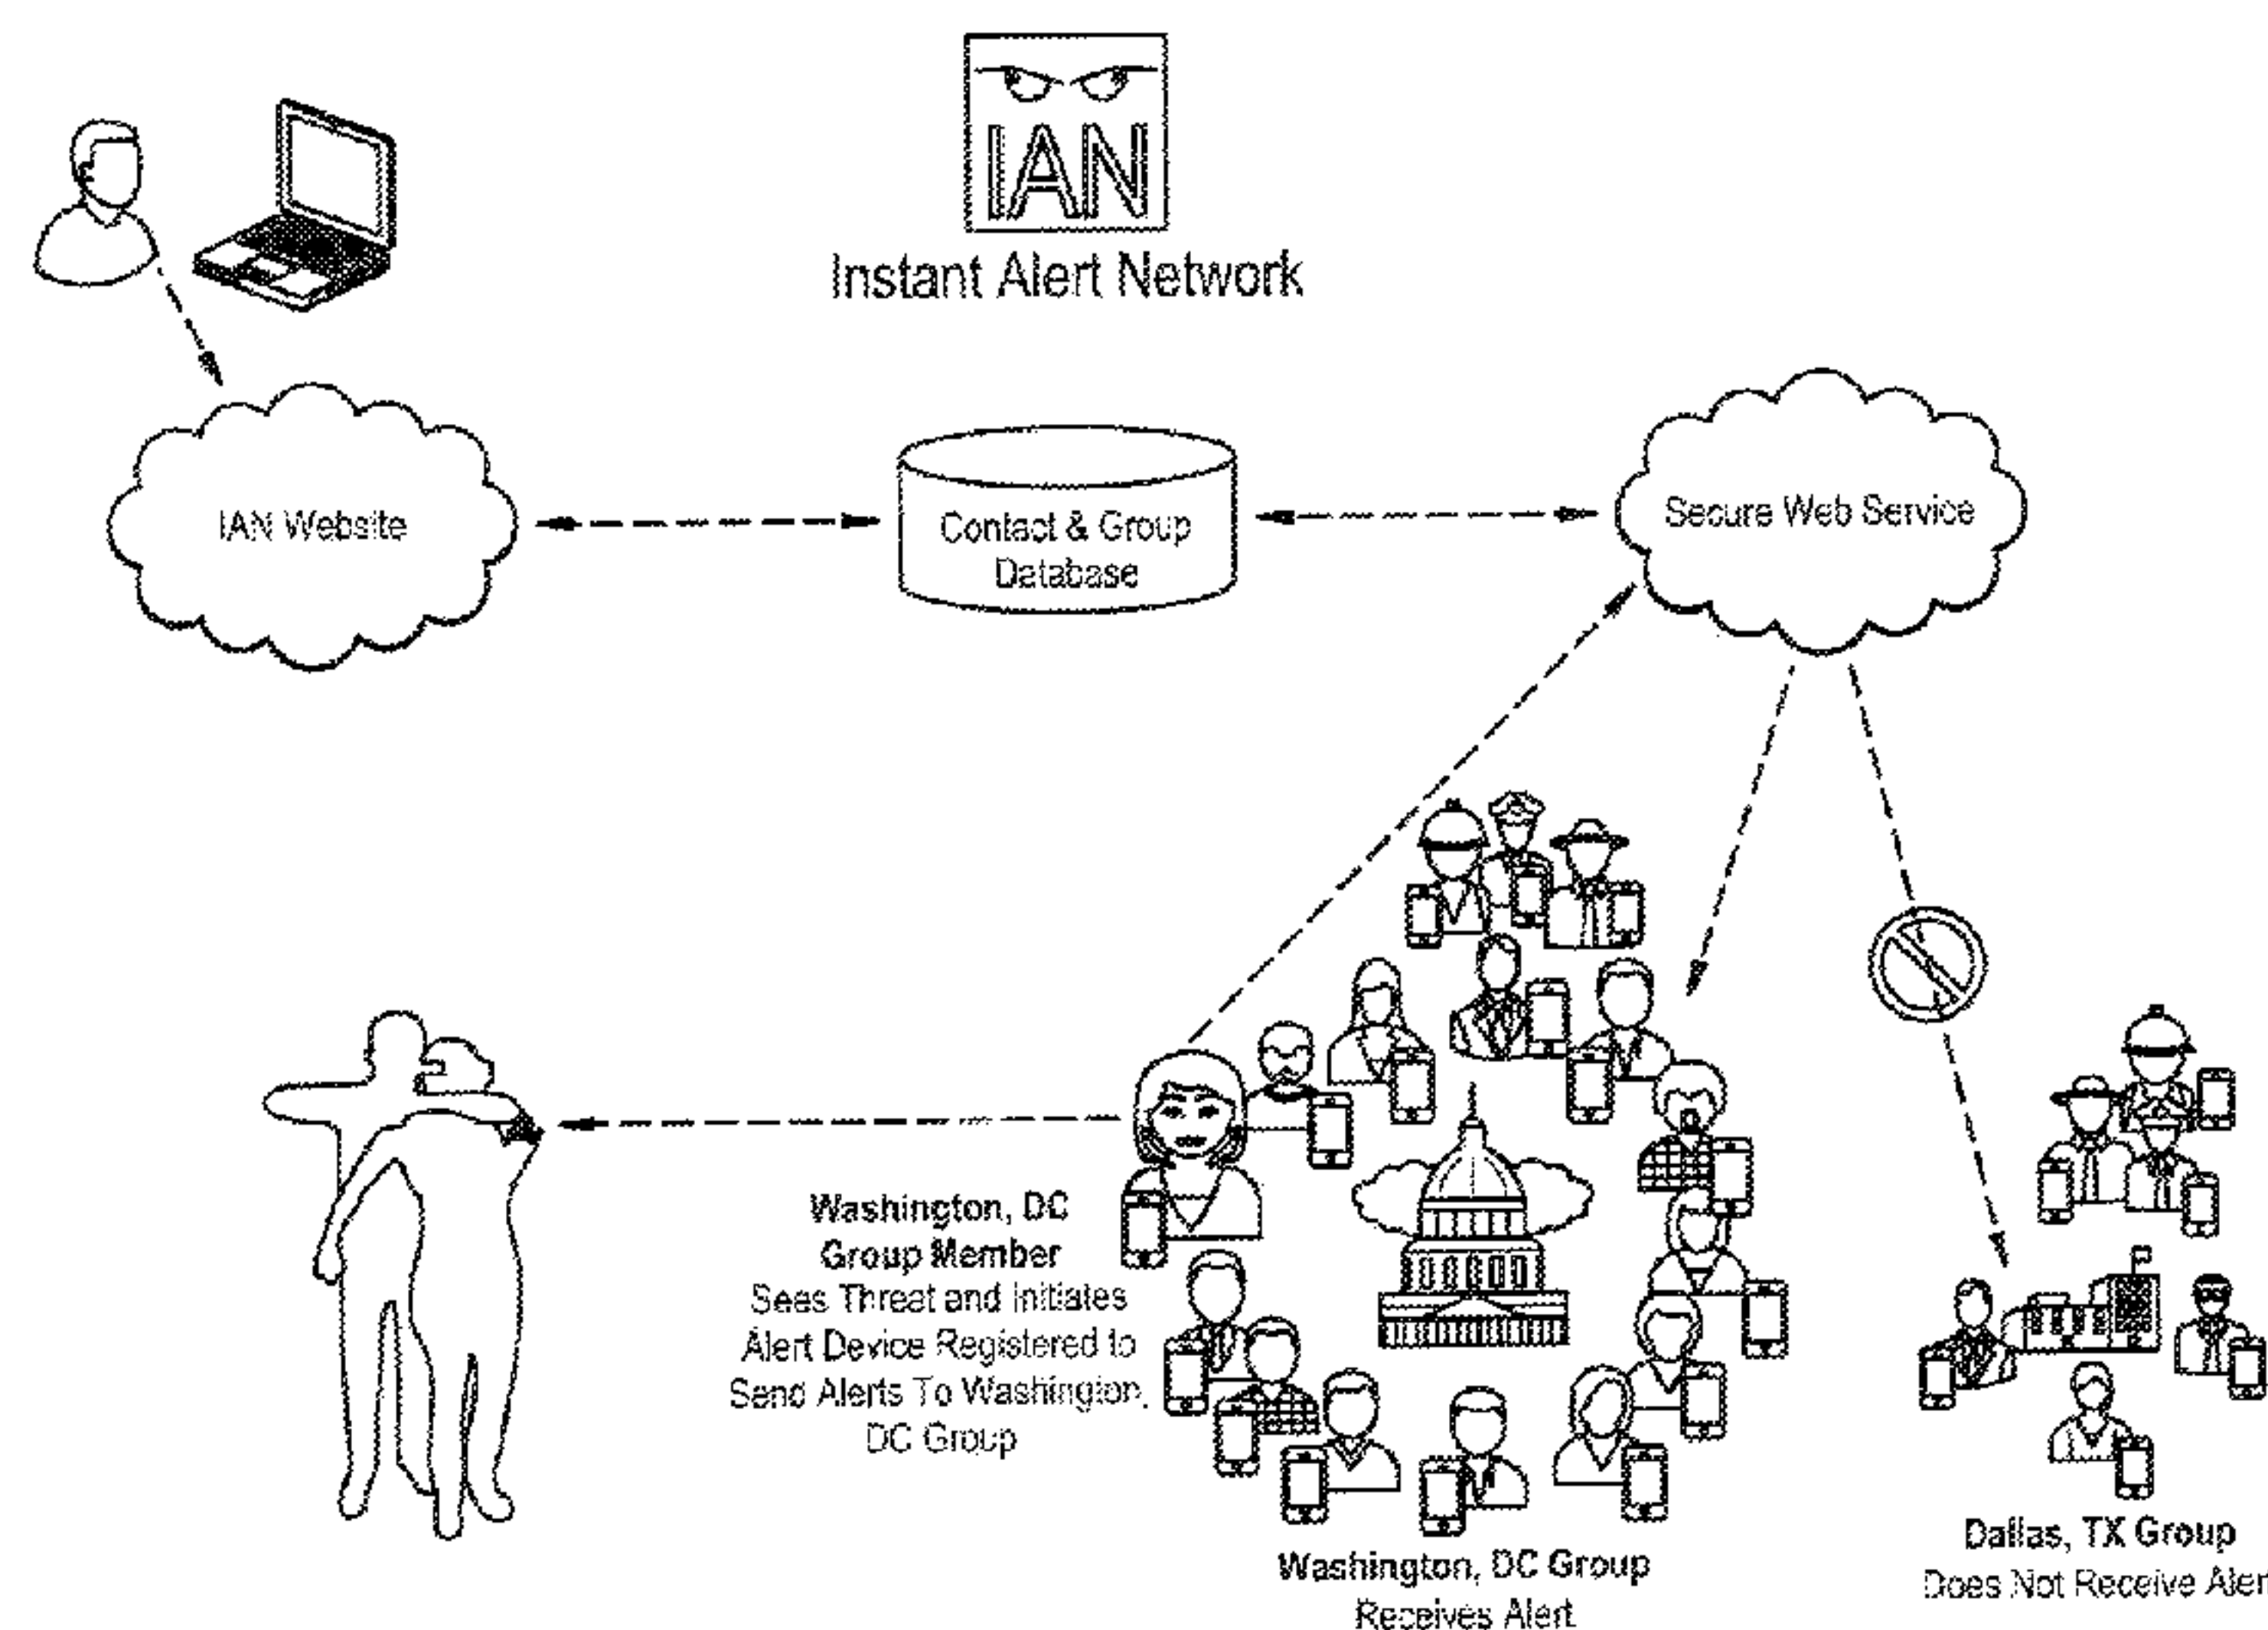 IAN
Instant Alert Network
IAN Website
Contact & Group
Database
Secure Web Service
Washington, DC
Group Member
Sees Threat and Initiates
Alert Device Registered to
Send Alerts To Washington,
DC Group
Washington, DC Group
Receives Alert
Dallas, TX Group
Does Not Receive Aler